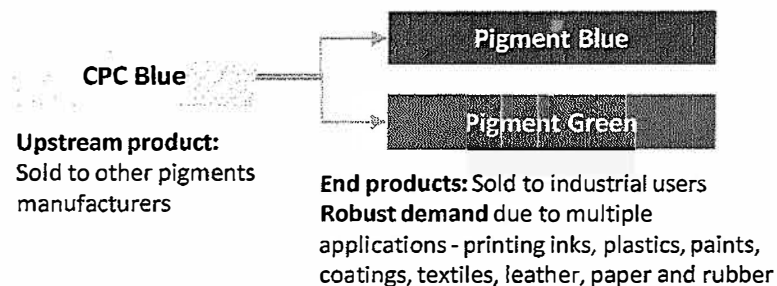 Pigment Blue
CPC Blue
Pigment Green
Upstream product:
Sold to other pigments
manufacturers
End products: Sold to industrial users
Robust demand due to multiple
applications - printing inks, plastics, paints,
coatings, textiles, leather, paper and rubber